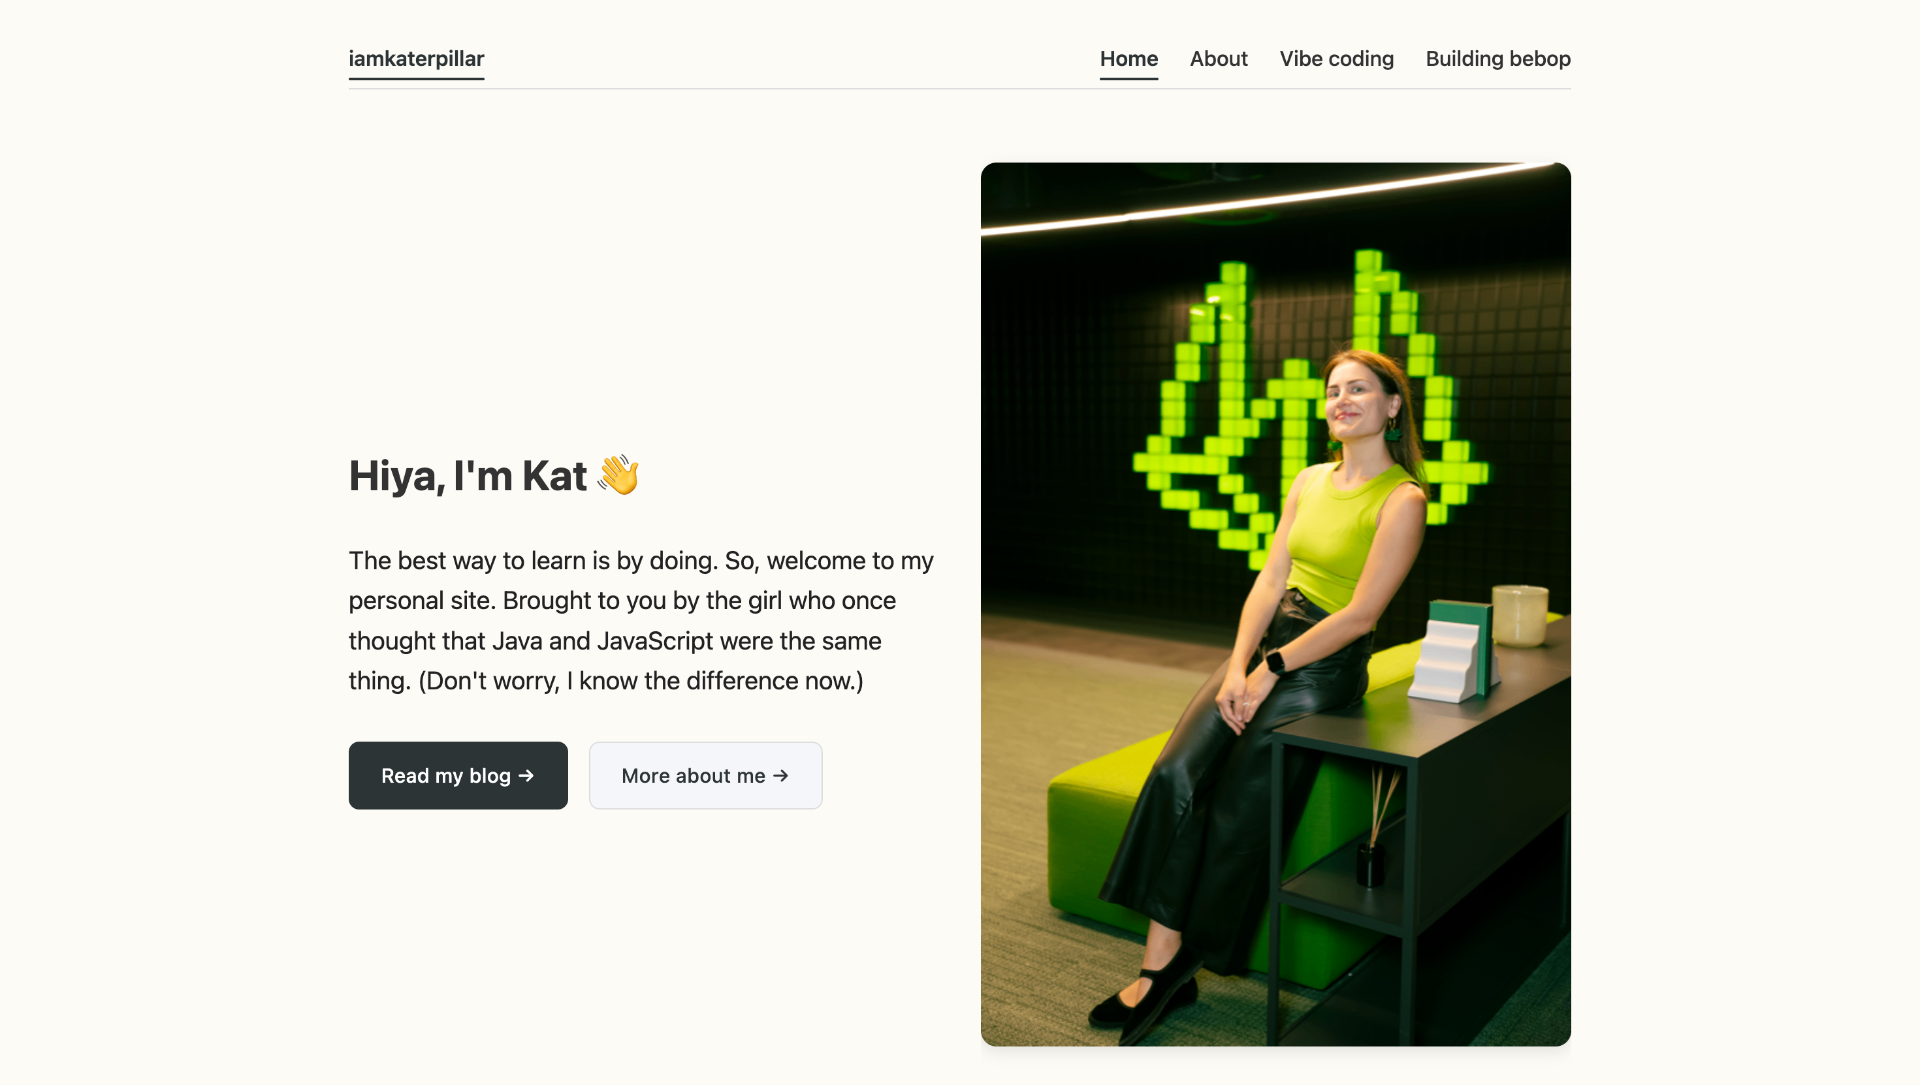 iamkaterpillar
Home About Vibe coding Building bebop
Hiya, I'm Kat 👋
The best way to learn is by doing. So, welcome to my
personal site. Brought to you by the girl who once
thought that Java and JavaScript were the same
thing. (Don't worry, I know the difference now.)
Read my blog →
More about me →